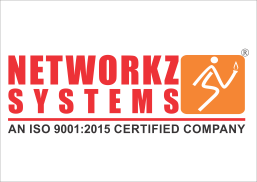 NETWORKZ
SYSTEMS
®
AN ISO 9001:2015 CERTIFIED COMPANY